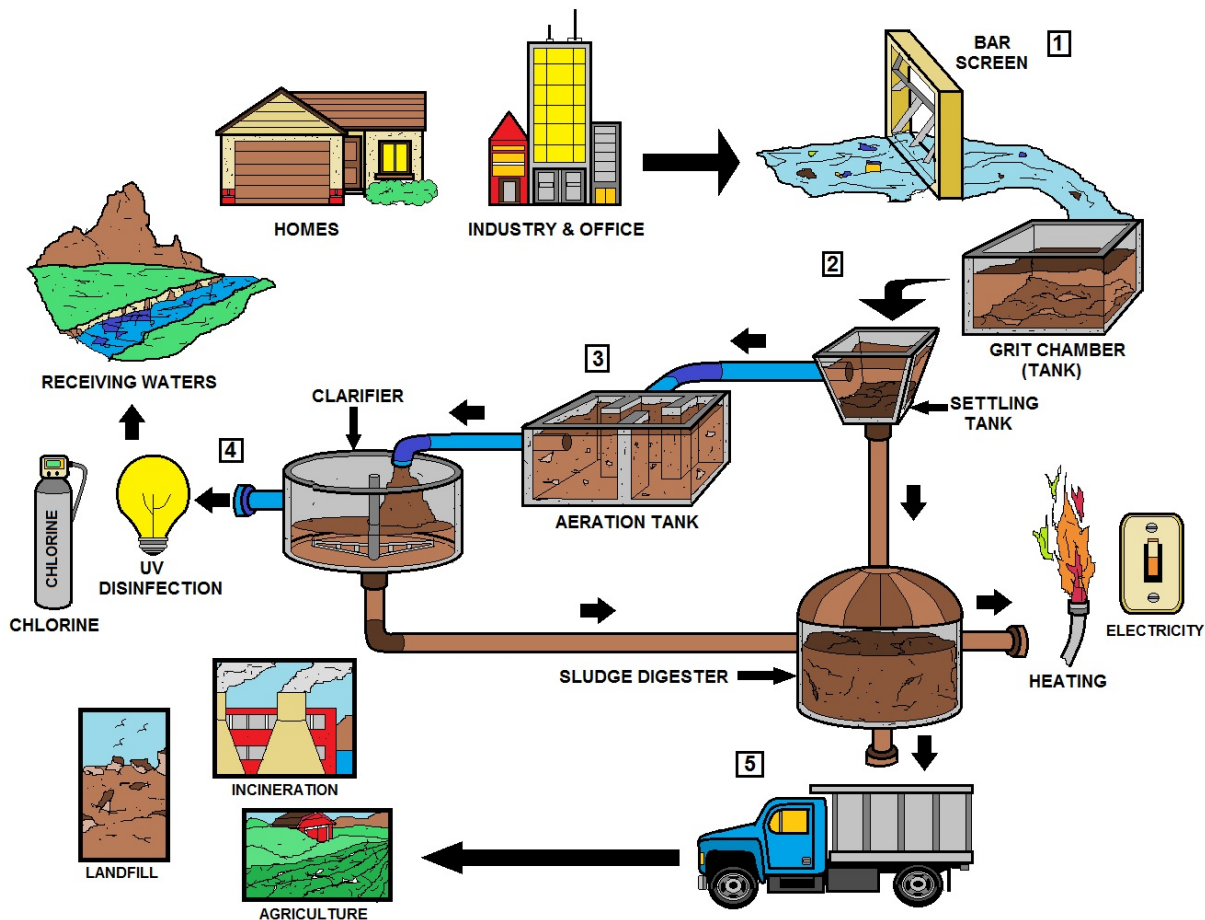 BAR
SCREEN
1
HOMES
INDUSTRY & OFFICE
2
GRIT CHAMBER
(TANK)
RECEIVING WATERS
3
SETTLING
TANK
CLARIFIER
4
AERATION TANK
CHLORINE
UV
DISINFECTION
CHLORINE
ELECTRICITY
SLUDGE DIGESTER
HEATING
5
INCINERATION
LANDFILL
AGRICULTURE